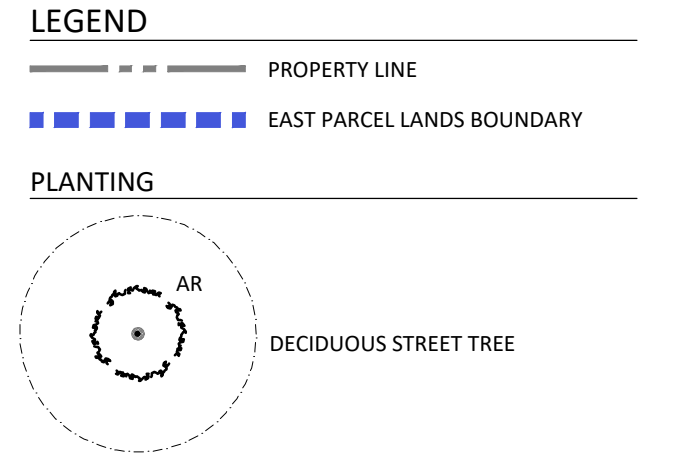 LEGEND
PROPERTY LINE
EAST PARCEL LANDS BOUNDARY
PLANTING
AR
DECIDUOUS STREET TREE